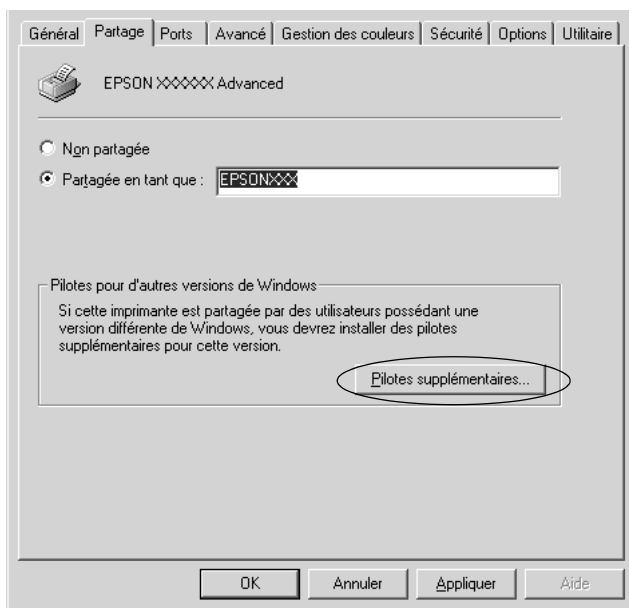 Général Partage Ports Avancé Gestion des couleurs Sécurité Options Utilitaire
EPSON XXXXXX Advanced
Non partagée
Partagée en tant que : EPSONXXX
Pilotes pour d'autres versions de Windows
Si cette imprimante est partagée par des utilisateurs possédant une
version différente de Windows, vous devrez installer des pilotes
supplémentaires pour cette version.
Pilotes supplémentaires...
OK Annuler Appliquer Aide